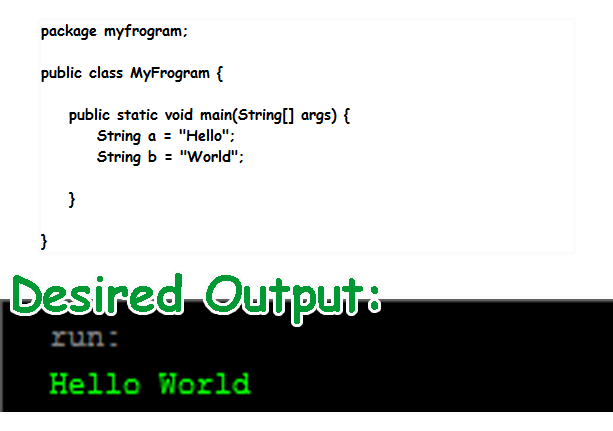 package myfrogram;
public class MyFrogram {
public static void main(String[] args) {
String a = "Hello";
String b = "World";
}
}
Desired Output:
run:
Hello World